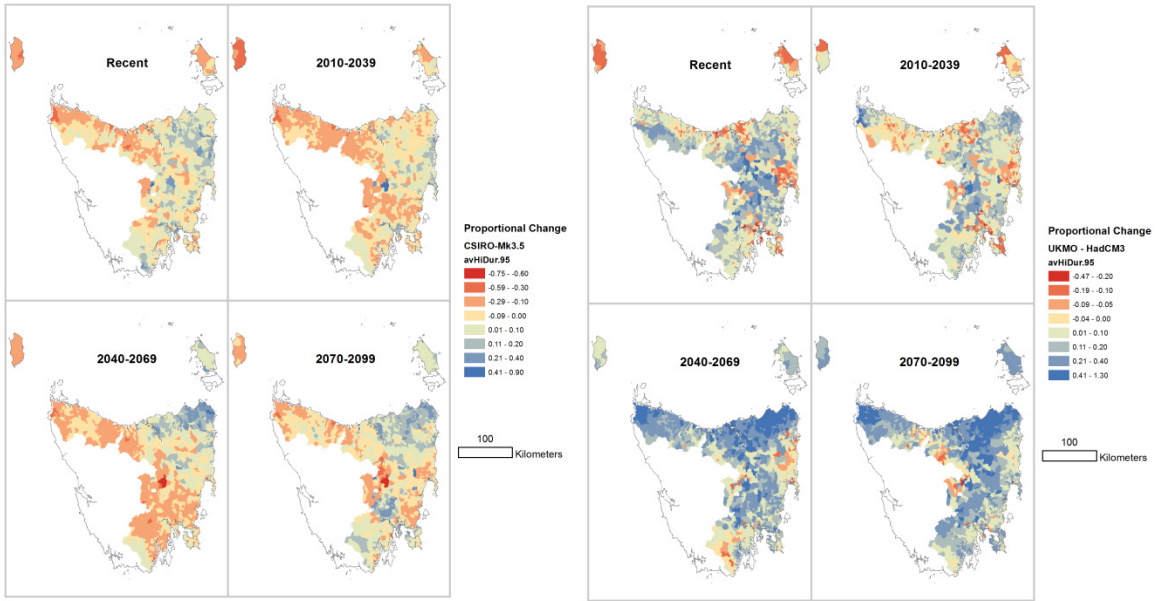 Recent
2010-2039
2040-2069
2070-2099
Proportional Change
CSIRO-Mk3.5
avHiDur.95
-0.75 - -0.60
-0.59 - -0.30
-0.29 - -0.10
-0.09 - 0.00
0.01 - 0.10
0.11 - 0.20
0.21 - 0.40
0.41 - 0.90
100
Kilometers
Recent
2010-2039
2040-2069
2070-2099
Proportional Change
UKMO - HadCM3
avHiDur.95
-0.47 - -0.20
-0.19 - -0.10
-0.09 - -0.05
-0.04 - 0.00
0.01 - 0.10
0.11 - 0.20
0.21 - 0.40
0.41 - 1.30
100
Kilometers